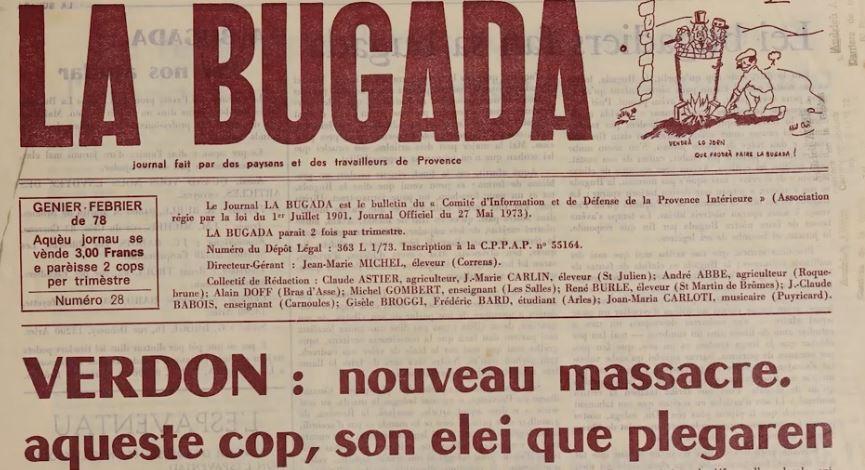 LA BUGADA
VENDRÀ LO JORN
QUE FAUDRÀ FAIRE LA BUGADA !
journal fait par des paysans et des travailleurs de Provence
GENIER-FEBRIER
de 78
Aquèu jornau se
vènde 3,00 Francs
e parèisse 2 cops
per trimèstre
Numéro 28
Le Journal LA BUGADA est le bulletin du « Comité d'Information et de Défense de la Provence Intérieure » (Association
régie par la loi du 1er Juillet 1901. Journal Officiel du 27 Mai 1973).
LA BUGADA parait 2 fois par trimestre.
Numéro du Dépôt Légal : 363 L 1/73. Inscription à la C.P.P.A.P. n° 55164.
Directeur-Gérant : Jean-Marie MICHEL, éleveur (Correns).
Collectif de Rédaction : Claude ASTIER, agriculteur, J.-Marie CARLIN, éleveur (St Julien); André ABBE, agriculteur (Roque-
brune); Alain DOFF (Bras d'Asse); Michel GOMBERT, enseignant (Les Salles); René BURLE, éleveur (St Martin de Brômes); J.-Claude
BABOIS, enseignant (Carnoules); Gisèle BROGGI, Frédéric BARD, étudiant (Arles); Joan-Maria CARLOTI, musicaire (Puyricard).
VERDON : nouveau massacre.
aqueste cop, son elei que plegaren